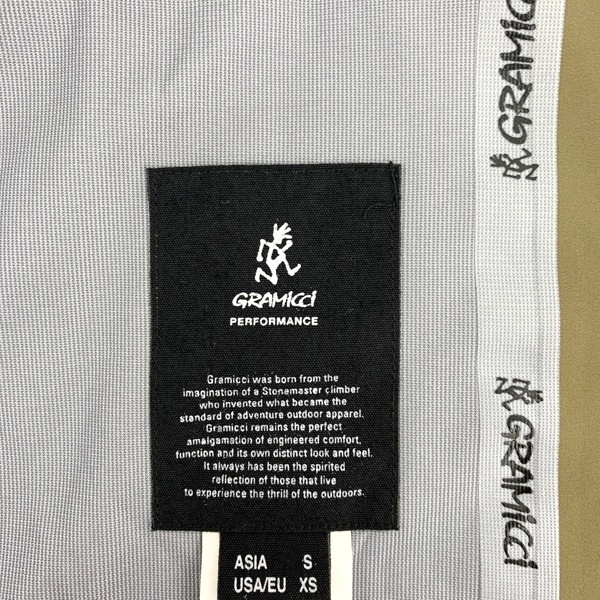 GRAMICCI
PERFORMANCE
Gramicci was born from the
imagination of a Stonemaster climber
who invented what became the
standard of adventure outdoor apparel.
Gramicci remains the perfect
amalgamation of engineered comfort,
function and its own distinct look and feel.
It always has been the spirited
reflection of those that live
to experience the thrill of the outdoors.
ASIA S
USA/EU XS
GRAMICC
GRAMICCI